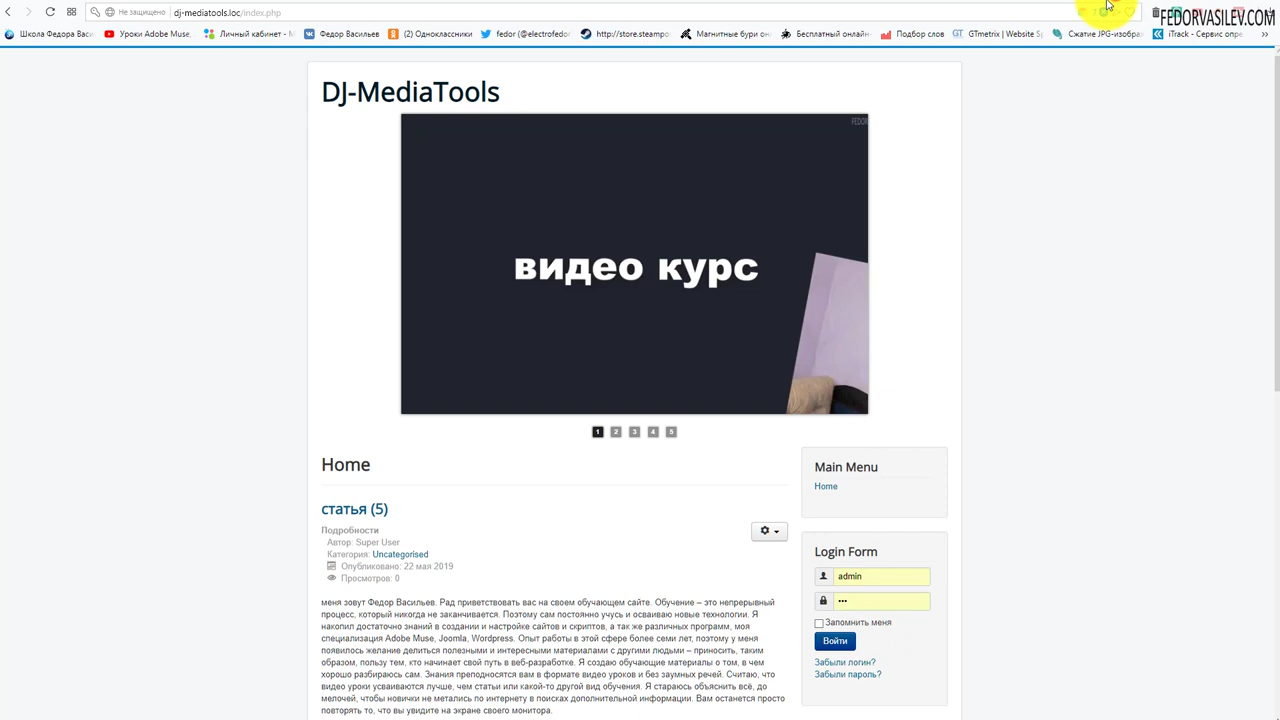 Не защищено dj-mediatools.loc/index.php
FEDORVASILEV.COM
Школа Федора Васи. Уроки Adobe Muse, Личный кабинет - М Федор Васильев (2) Одноклассники fedor (@electrofedo http://store.steampo Магнитные бури он Бесплатный онлайн- Подбор слов GTmetrix | Website Sp Сжатие JPG-изобра iTrack - Сервис опре.
DJ-MediaTools
FEDOR
видео курс
1 2 3 4 5
Home
статья (5)
Подробности
Автор: Super User
Категория: Uncategorised
Опубликовано: 22 мая 2019
Просмотров: 0
меня зовут Федор Васильев. Рад приветствовать вас на своем обучающем сайте. Обучение – это непрерывный
процесс, который никогда не заканчивается. Поэтому сам постоянно учусь и осваиваю новые технологии. Я
накопил достаточно знаний в создании и настройке сайтов и скриптов, а так же различных программ, моя
специализация Adobe Muse, Joomla, Wordpress. Опыт работы в этой сфере более семи лет, поэтому у меня
появилось желание делиться полезными и интересными материалами с другими людьми – приносить, таким
образом, пользу тем, кто начинает свой путь в веб-разработке. Я создаю обучающие материалы о том, в чем
хорошо разбираюсь сам. Знания преподносятся вам в формате видео уроков и без заумных речей. Считаю, что
видео уроки усваиваются лучше, чем статьи или какой-то другой вид обучения. Я стараюсь объяснить всё, до
мелочей, чтобы новички не метались по интернету в поисках дополнительной информации. Вам останется просто
повторять то, что вы увидите на экране своего монитора.
Main Menu
Home
Login Form
admin
•••
Запомнить меня
Войти
Забыли логин?
Забыли пароль?